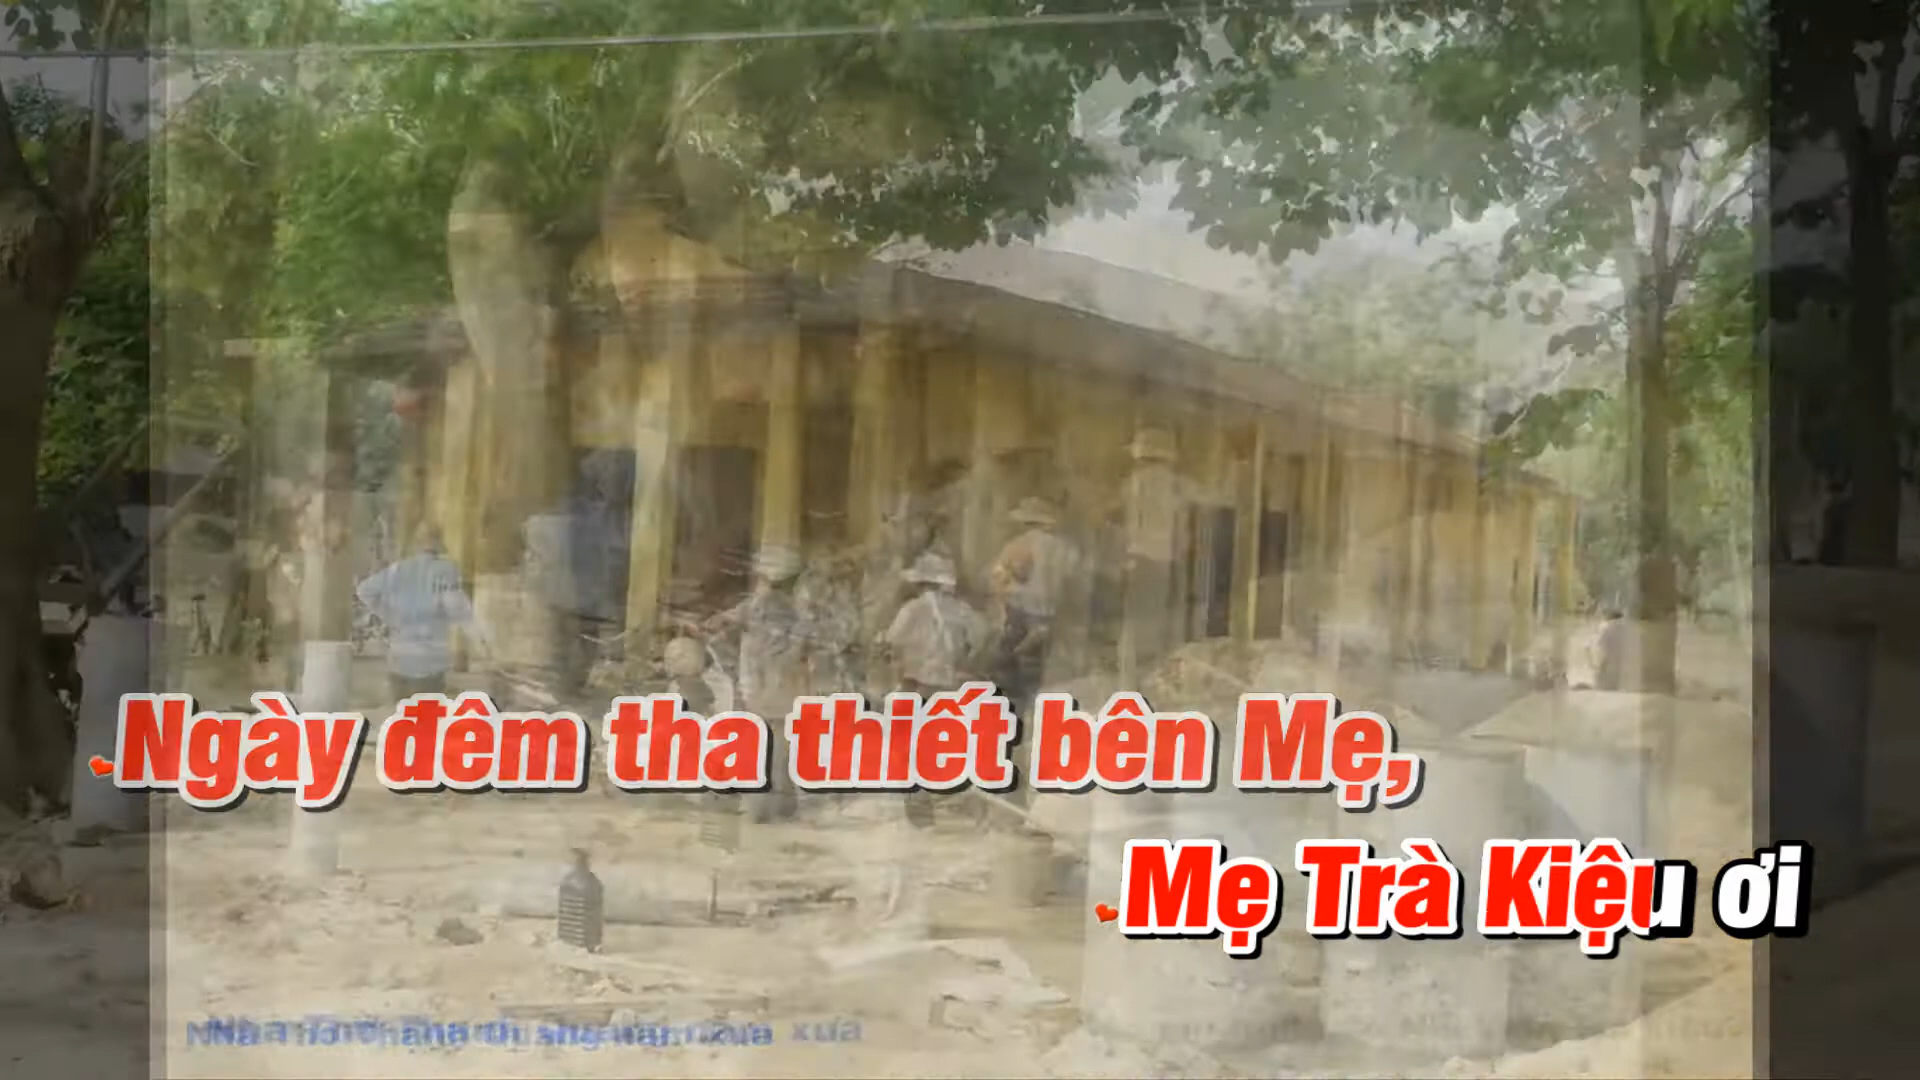 Ngày đêm tha thiết bên Mẹ,
Mẹ Trà Kiệu ơi